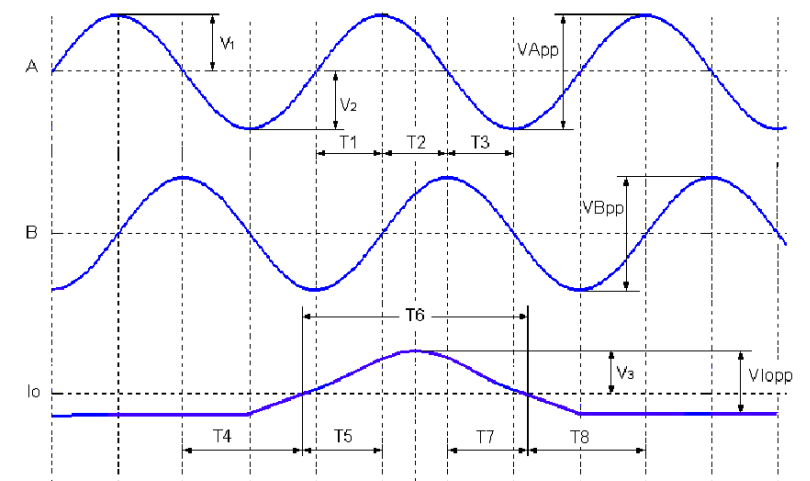 V1
VApp
A
V2
T1 T2 T3
VBpp
B
T6
V3
VIopp
Io
T4 T5 T7 T8